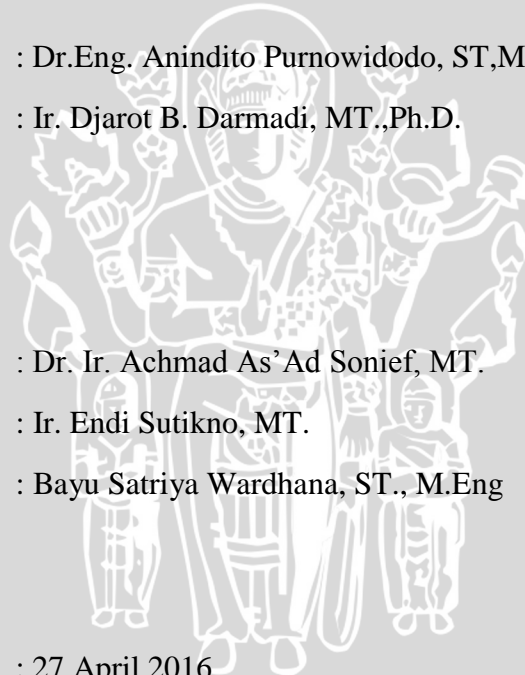 : Dr.Eng. Anindito Purnowidodo, ST,M
: Ir. Djarot B. Darmadi, MT.,Ph.D.
: Dr. Ir. Achmad As’Ad Sonief, MT.
: Ir. Endi Sutikno, MT.
: Bayu Satriya Wardhana, ST., M.Eng
: 27 April 2016